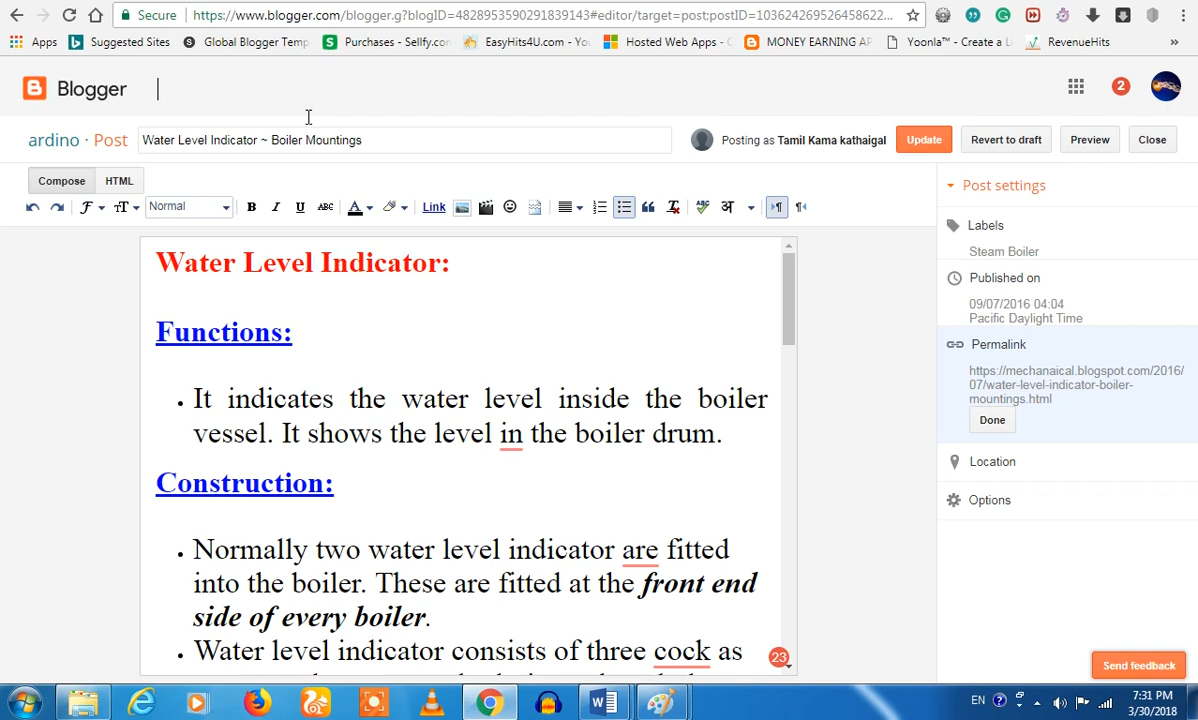 Secure https://www.blogger.com/blogger.g?blogID=4828953590291839143#editor/target=post;postID=103624269526458622...
Apps Suggested Sites Global Blogger Temp Purchases - Sellfy.co EasyHits4U.com - Yo Hosted Web Apps - MONEY EARNING AP Yoonla™ - Create a L RevenueHits »
Blogger
2
ardino · Post Water Level Indicator ~ Boiler Mountings Posting as Tamil Kama kathaigal Update Revert to draft Preview Close
Compose HTML
Normal B I U ABC A Link ABC अ
Post settings
Labels
Steam Boiler
Published on
09/07/2016 04:04
Pacific Daylight Time
Permalink
https://mechanaical.blogspot.com/2016/
07/water-level-indicator-boiler-
mountings.html
Done
Location
Options
Water Level Indicator:
Functions:
• It indicates the water level inside the boiler
vessel. It shows the level in the boiler drum.
Construction:
• Normally two water level indicator are fitted
into the boiler. These are fitted at the front end
side of every boiler.
• Water level indicator consists of three cock as
23
Send feedback
EN
7:31 PM
3/30/2018